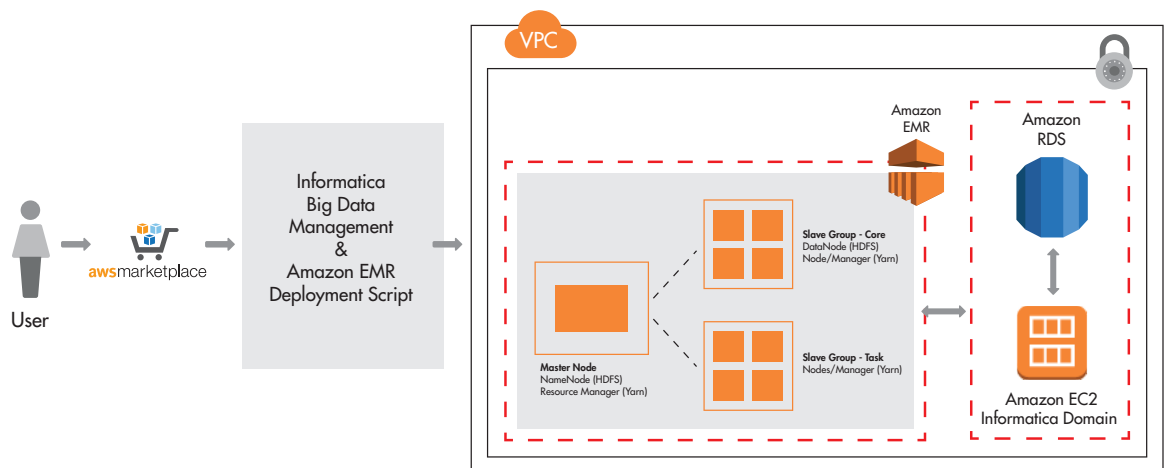 VPC
User
awsmarketplace
Informatica
Big Data
Management
&
Amazon EMR
Deployment Script
Amazon
EMR
Master Node
NameNode (HDFS)
Resource Manager (Yarn)
Slave Group - Core
DataNode (HDFS)
Node/Manager (Yarn)
Slave Group - Task
Nodes/Manager (Yarn)
Amazon
RDS
Amazon EC2
Informatica Domain